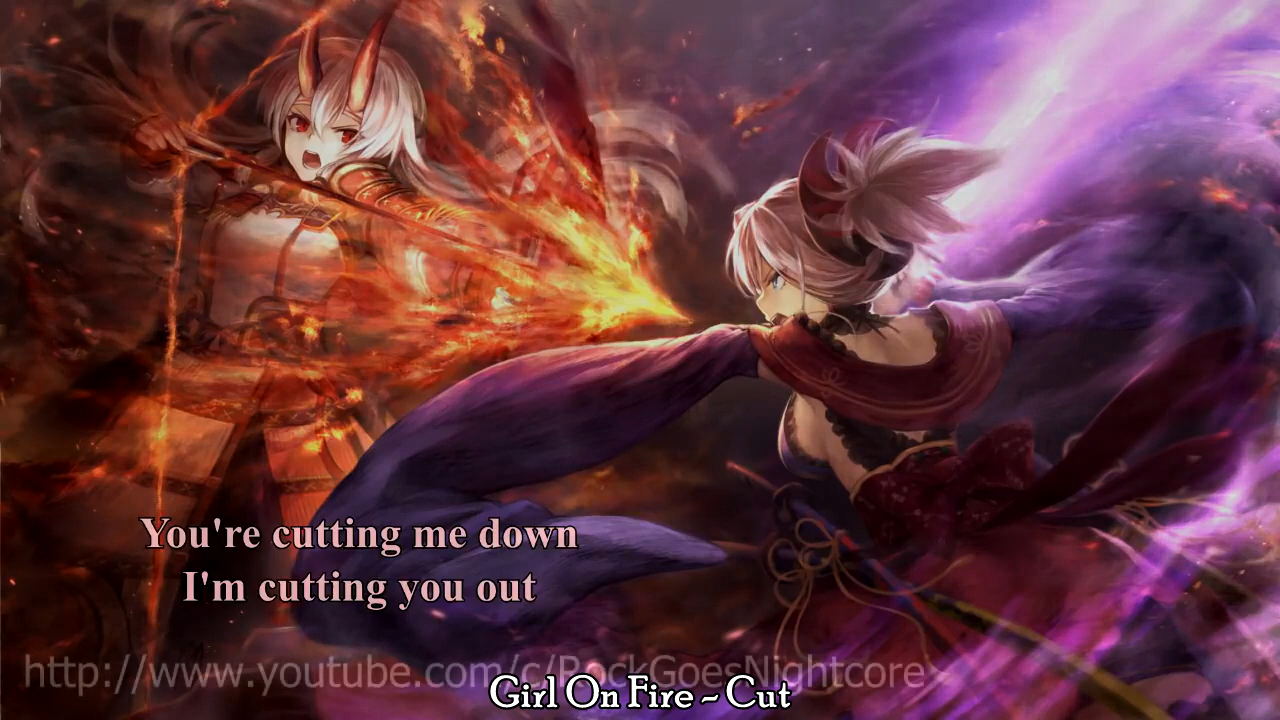 You're cutting me down
I'm cutting you out
http://www.youtube.com/c/RockGoesNightcore
Girl On Fire ~ Cut